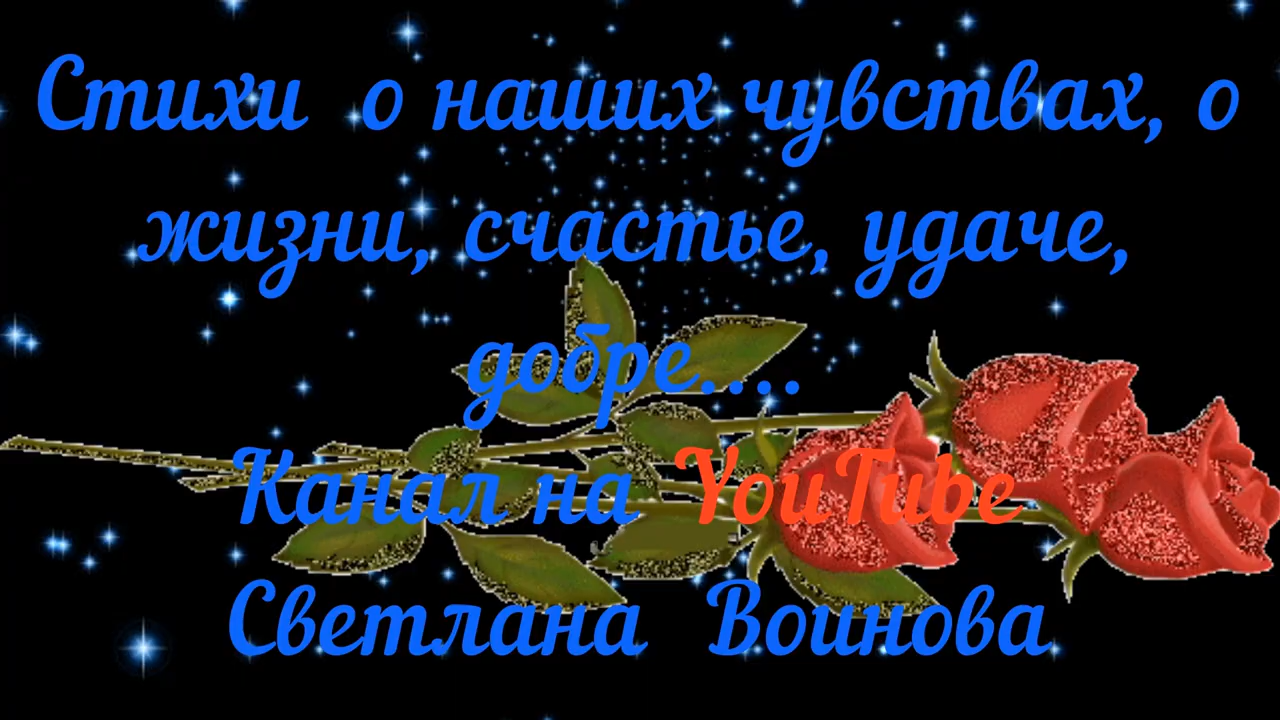 Стихи о наших чувствах, о
жизни, счастье, удаче,
добре....
Канал на YouTube
Светлана Воинова